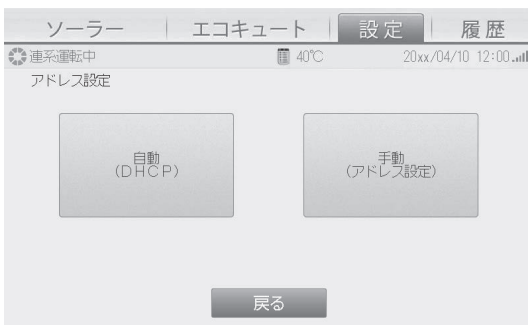 ソーラー エコキュート 設定 履歴
連系運転中 40℃ 20xx/04/10 12:00
アドレス設定
自動
(DHCP)
手動
(アドレス設定)
戻る